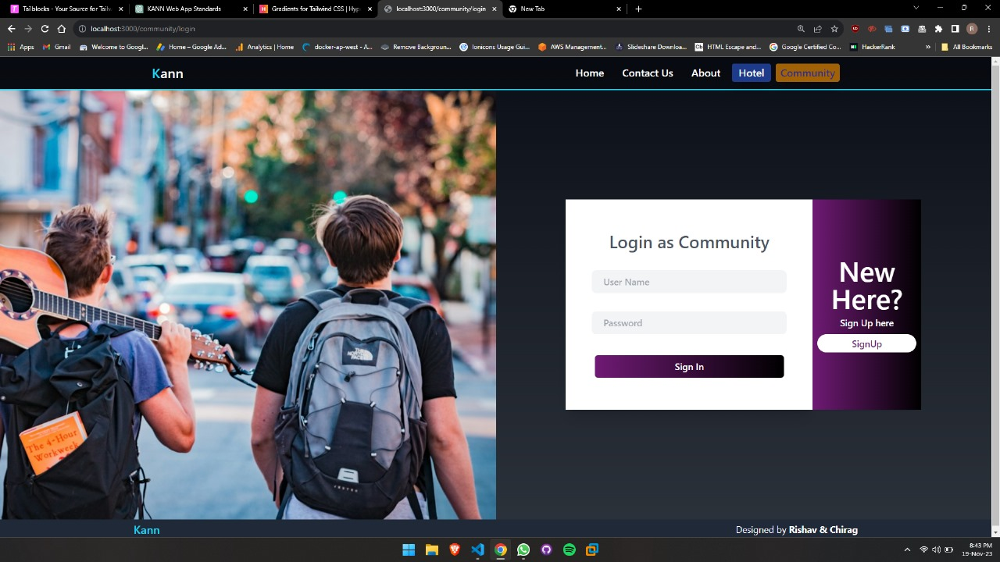 Tailblocks - Your Source for Tailw
KANN Web App Standards
Gradients for Tailwind CSS | Hyp
localhost:3000/community/login
New Tab
localhost:3000/community/login
Apps
Gmail
Welcome to Googl...
Home – Google Ad...
Analytics | Home
docker-ap-west – A...
Remove Backgroun...
Ionicons Usage Gui...
AWS Management...
Slideshare Downloa...
HTML Escape and...
Google Certified Co...
HackerRank
»
All Bookmarks
Kann
Home
Contact Us
About
Hotel
Community
THE NORTH FACE
The 4-Hour
Workweek
Login as Community
User Name
Password
Sign In
New
Here?
Sign Up here
SignUp
Kann
Designed by Rishav & Chirag
8:43 PM
19-Nov-23